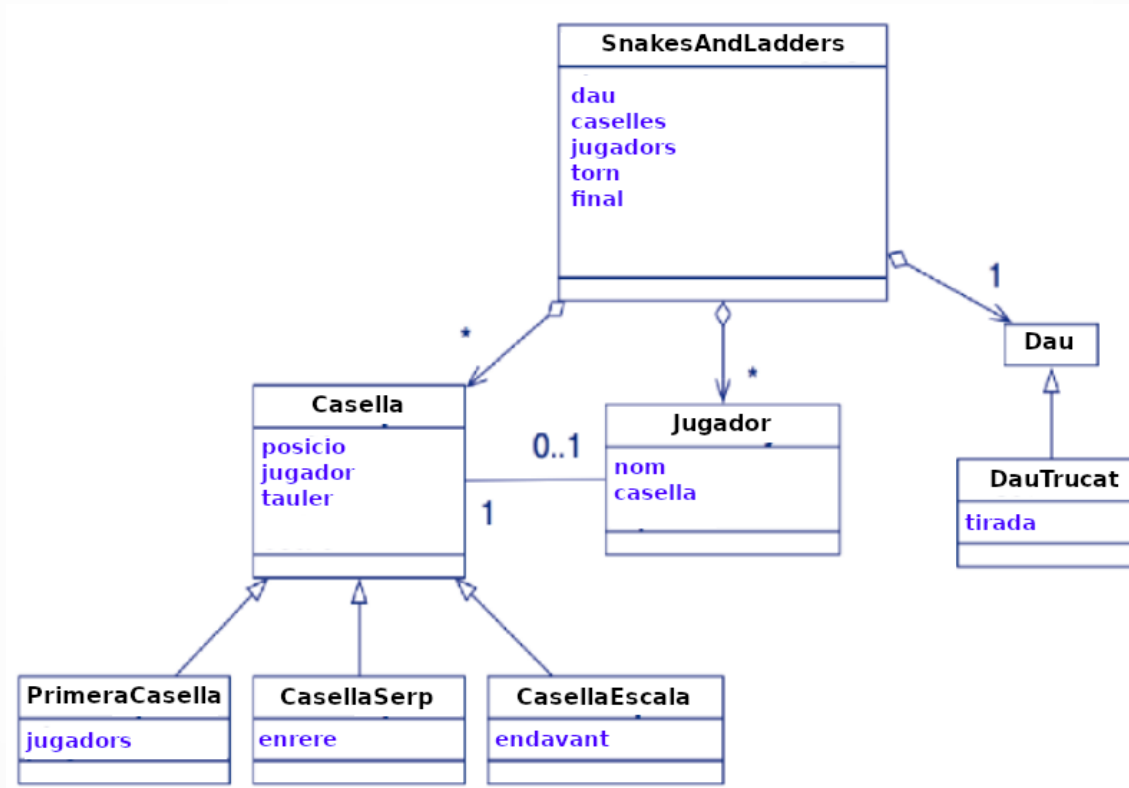 SnakesAndLadders
dau
caselles
jugadors
torn
final
1
*
Dau
*
Casella
Jugador
posicio
jugador
tauler
0..1
1
nom
casella
DauTrucat
tirada
PrimeraCasella
CasellaSerp
CasellaEscala
jugadors
enrere
endavant